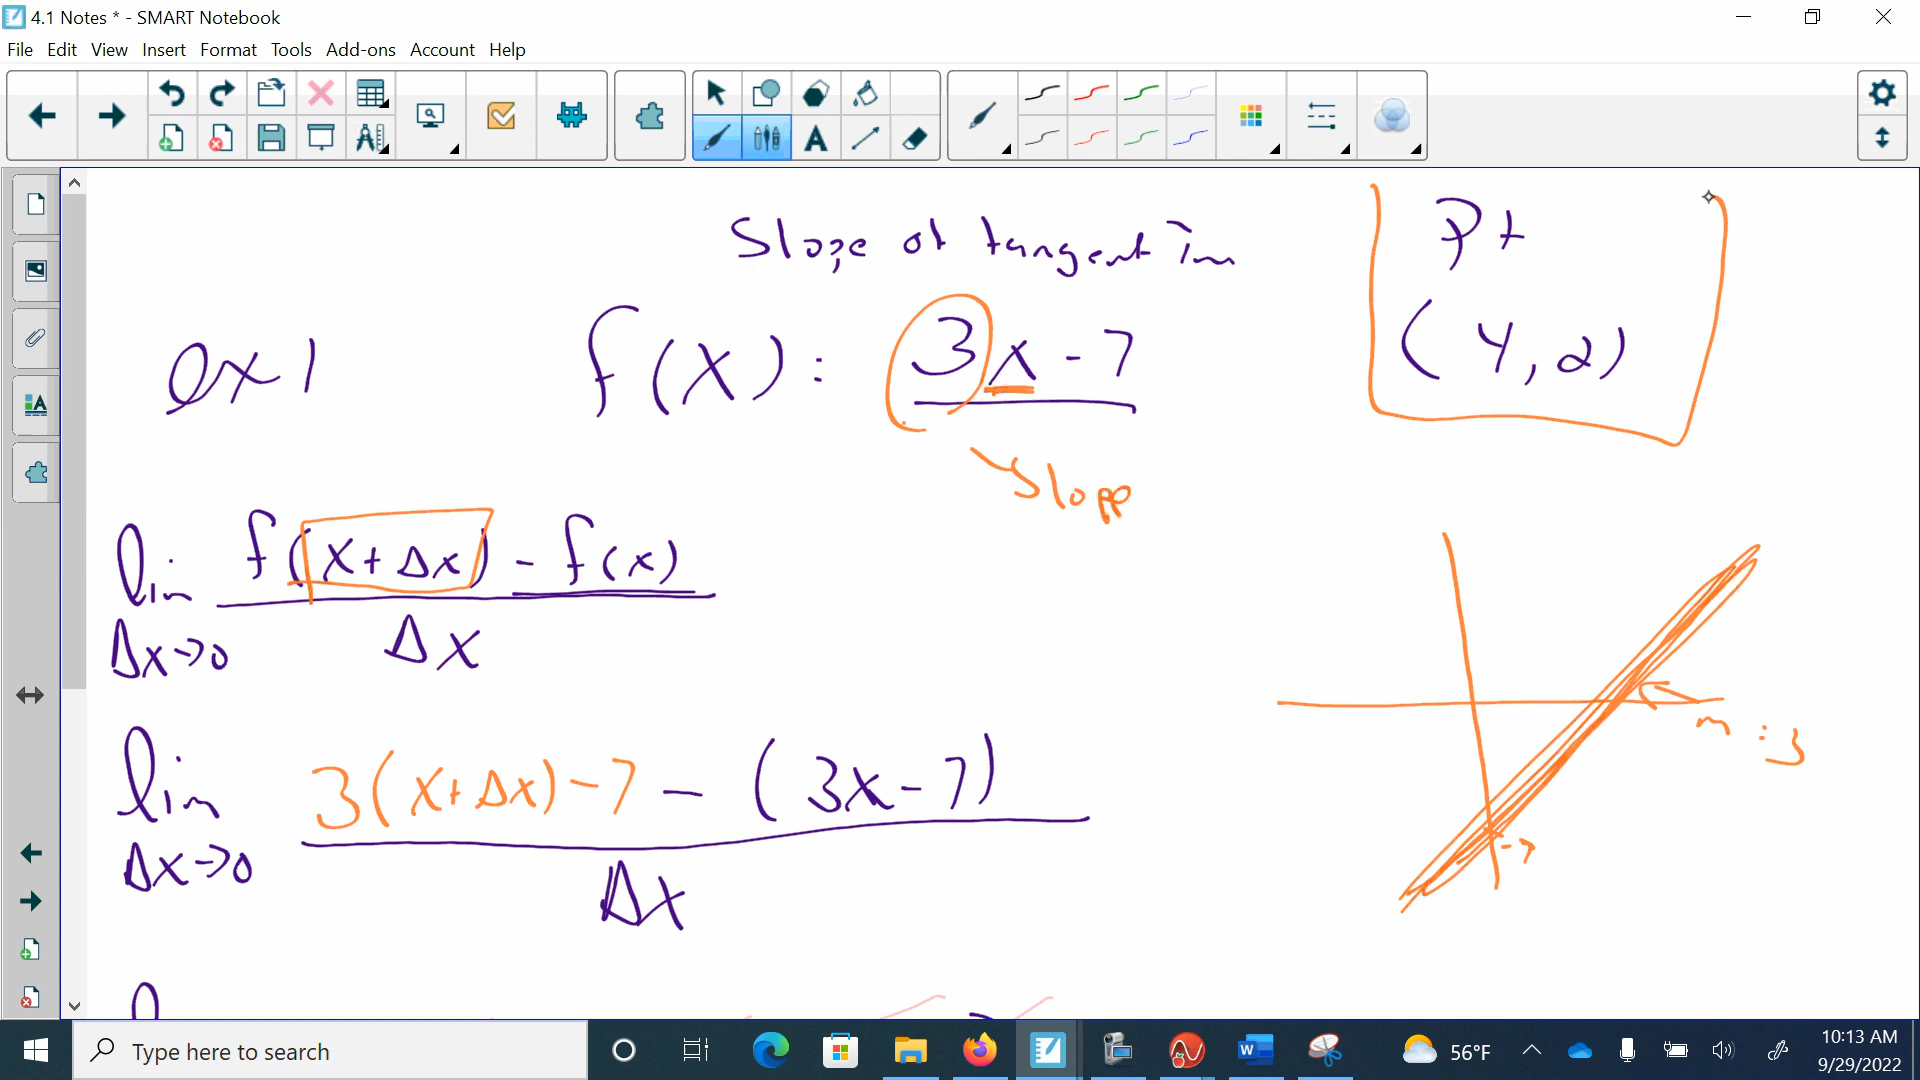 4.1 Notes * - SMART Notebook
File Edit View Insert Format Tools Add-ons Account Help
Slope of tangent
Pt
ex 1 f(x) : 3x - 7
(4, 2)
slope
lim f(x + Δx) - f(x)
Δx→0 Δx
m : 3
lim 3(x + Δx) - 7 - (3x - 7)
Δx→0 Δx
-7
Type here to search
56°F
10:13 AM
9/29/2022